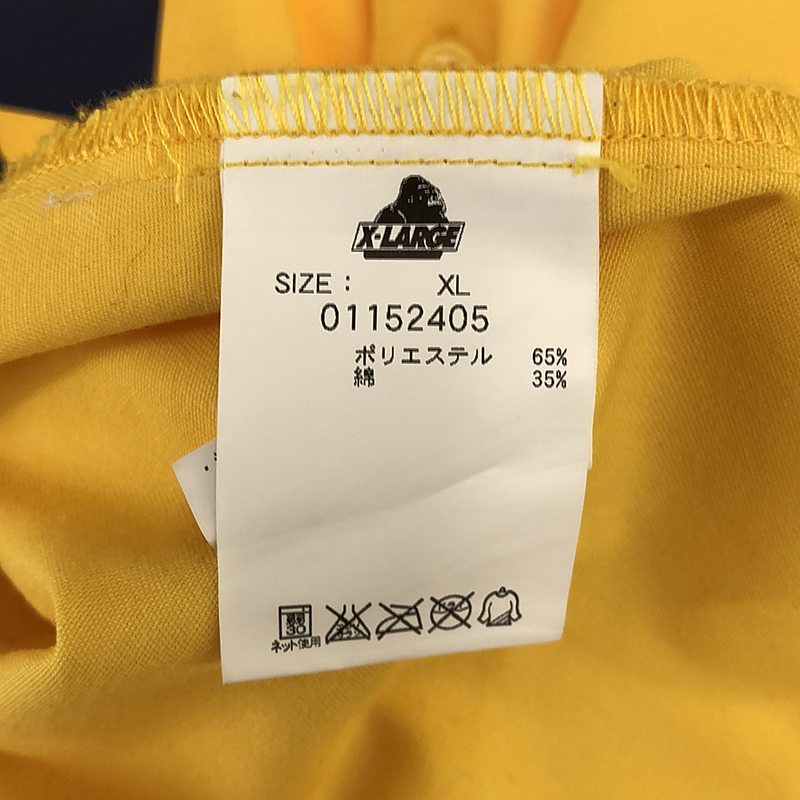 X-LARGE
SIZE : XL
01152405
ポリエステル 65%
綿 35%
弱
30
ネット使用